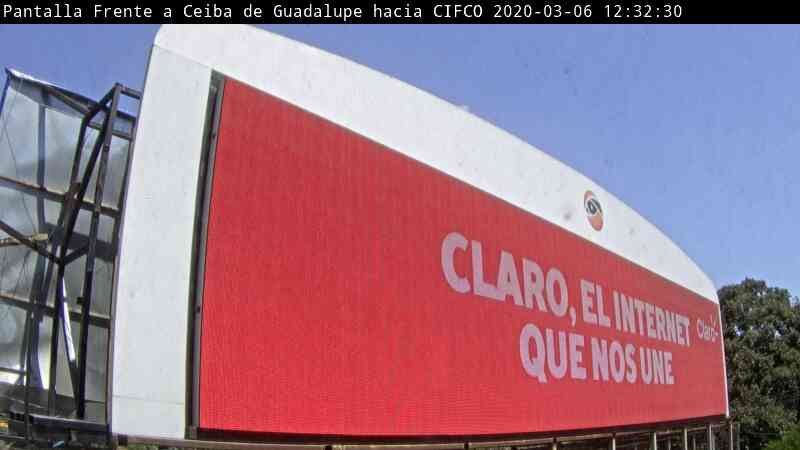 Pantalla Frente a Ceiba de Guadalupe hacia CIFCO 2020-03-06 12:32:30
CLARO, EL INTERNET
QUE NOS UNE
Claro